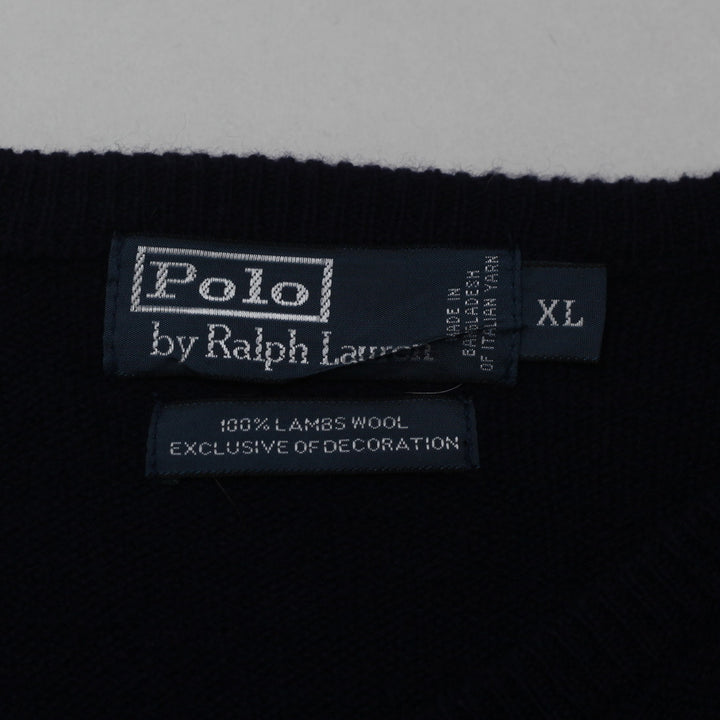 Polo
by Ralph Lauren
MADE IN
BANGLADESH
OF ITALIAN YARN
XL
100% LAMBS WOOL
EXCLUSIVE OF DECORATION